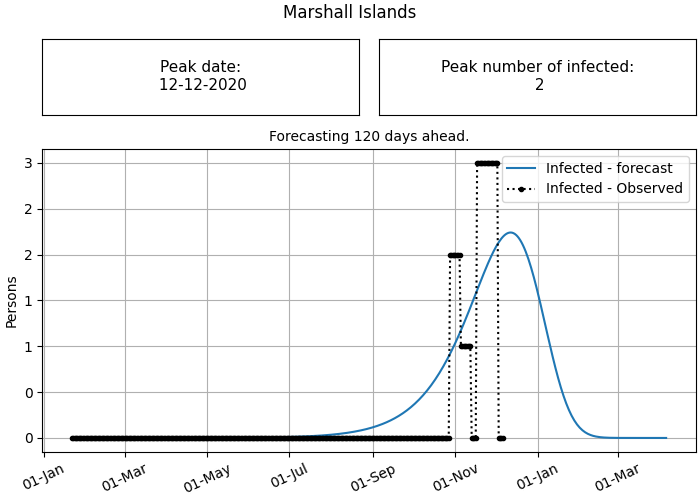 Marshall Islands
Peak date:
12-12-2020
Peak number of infected:
2
Forecasting 120 days ahead.
Infected - forecast
Infected - Observed
Persons
3
2
2
1
1
0
0
01-Jan
01-Mar
01-May
01-Jul
01-Sep
01-Nov
01-Jan
01-Mar